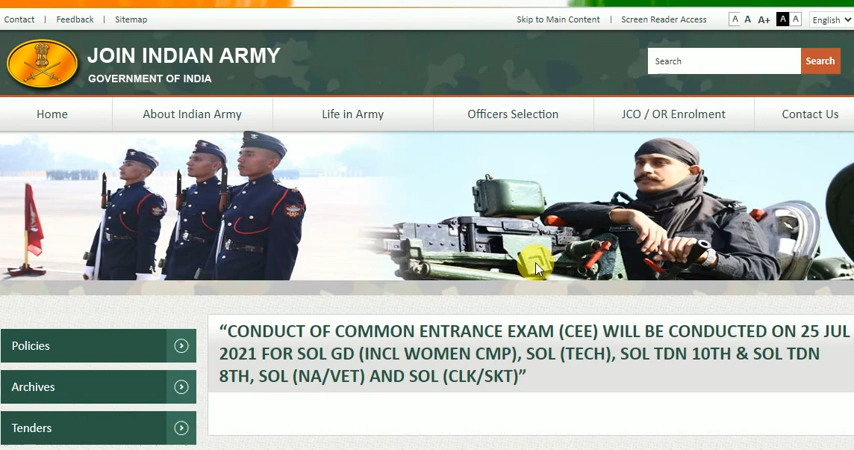 Contact | Feedback | Sitemap Skip to Main Content | Screen Reader Access A A A+ A A English
JOIN INDIAN ARMY
GOVERNMENT OF INDIA
Search Search
Home About Indian Army Life in Army Officers Selection JCO / OR Enrolment Contact Us
“CONDUCT OF COMMON ENTRANCE EXAM (CEE) WILL BE CONDUCTED ON 25 JUL
2021 FOR SOL GD (INCL WOMEN CMP), SOL (TECH), SOL TDN 10TH & SOL TDN
8TH, SOL (NA/VET) AND SOL (CLK/SKT)”
Policies
Archives
Tenders